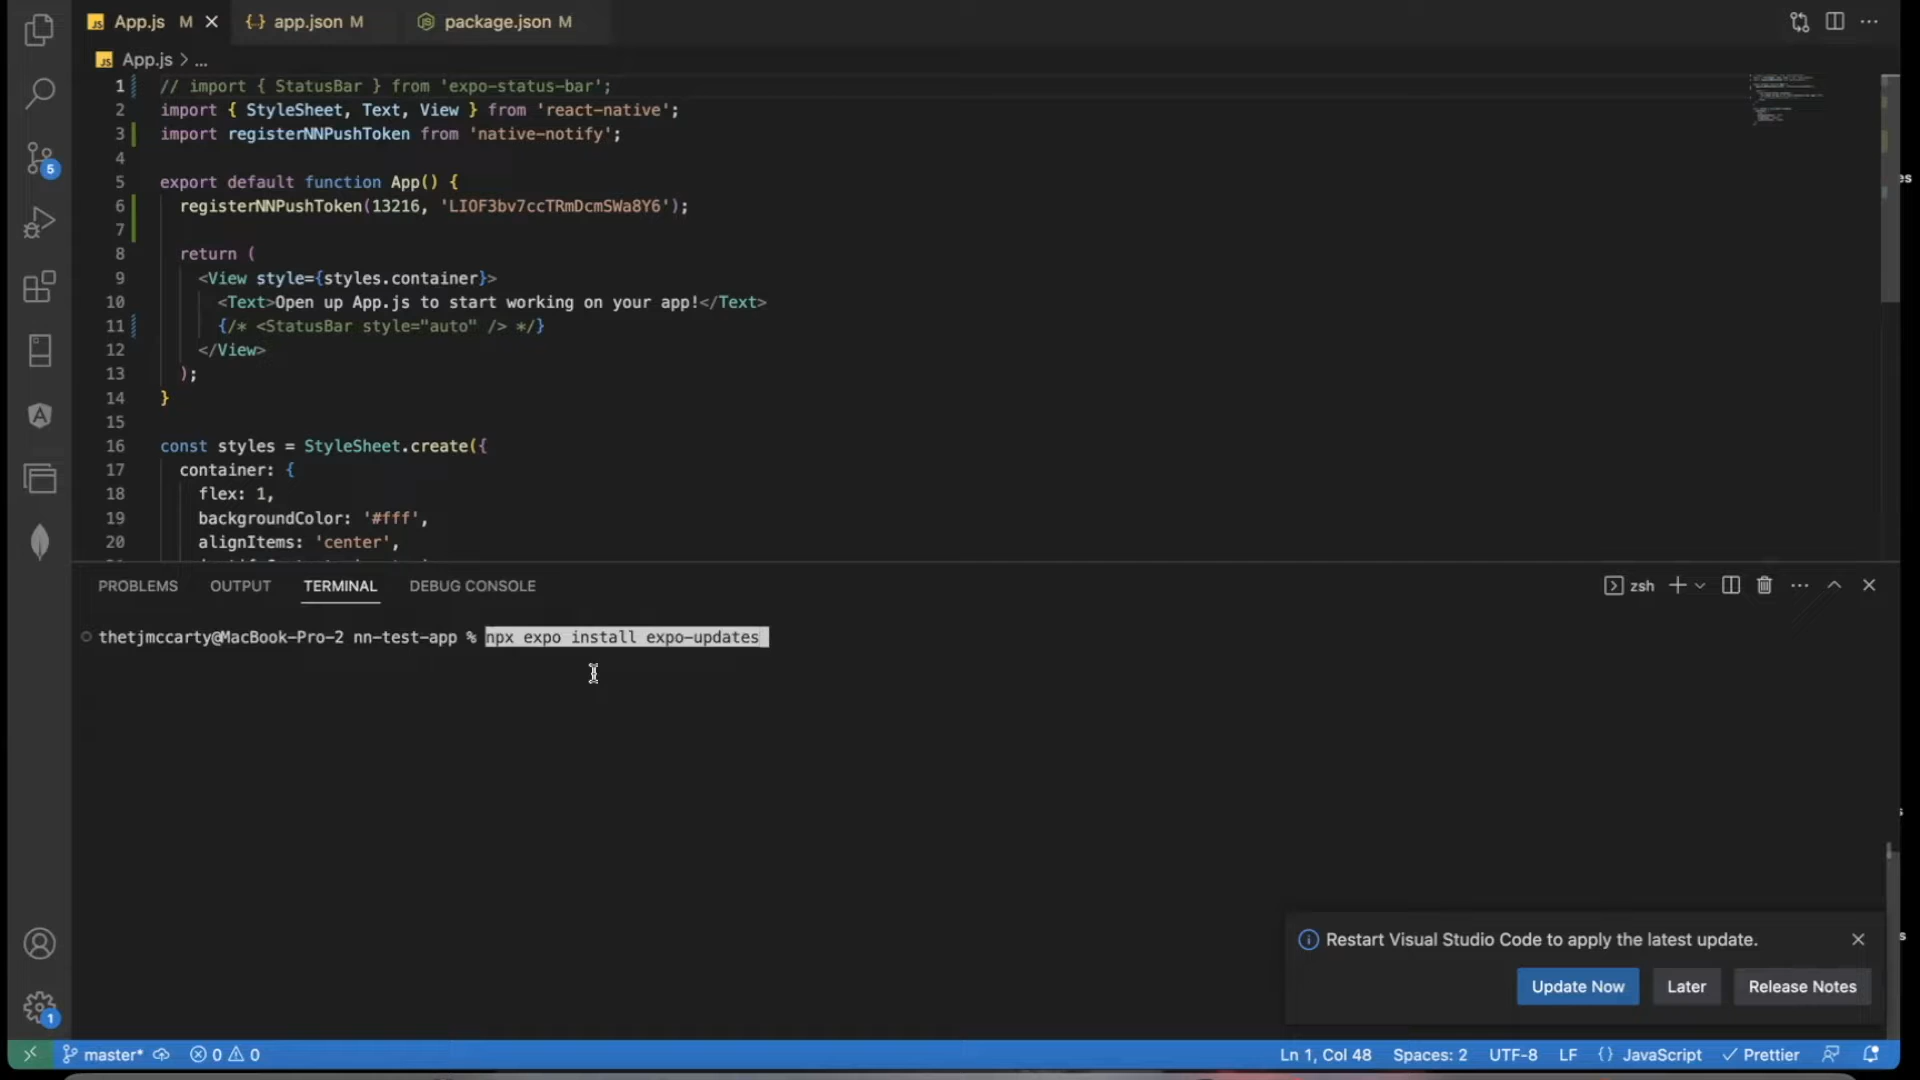 JS App.js M
{..} app.json M
package.json M
JS App.js > ...
1 // import { StatusBar } from 'expo-status-bar';
2 import { StyleSheet, Text, View } from 'react-native';
3 import registerNNPushToken from 'native-notify';
4
5 export default function App() {
6 registerNNPushToken(13216, 'LIOF3bv7ccTRmDcmSWa8Y6');
7
8 return (
9 <View style={styles.container}>
10 <Text>Open up App.js to start working on your app!</Text>
11 {/* <StatusBar style="auto" /> */}
12 </View>
13 );
14 }
15
16 const styles = StyleSheet.create({
17 container: {
18 flex: 1,
19 backgroundColor: '#fff',
20 alignItems: 'center',
5
PROBLEMS OUTPUT TERMINAL DEBUG CONSOLE
zsh
thetjmccarty@MacBook-Pro-2 nn-test-app % npx expo install expo-updates
Restart Visual Studio Code to apply the latest update.
Update Now Later Release Notes
1
master* 0 0
Ln 1, Col 48 Spaces: 2 UTF-8 LF {} JavaScript Prettier